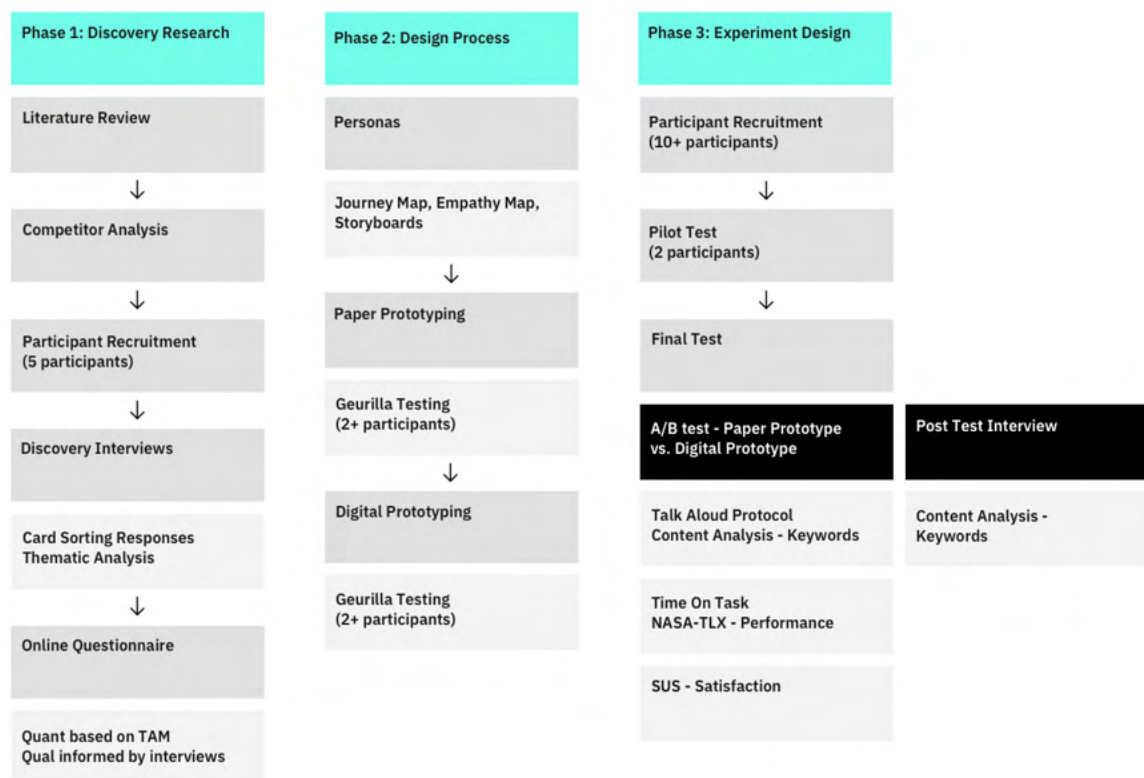 Phase 1: Discovery Research
Literature Review
Competitor Analysis
Participant Recruitment
(5 participants)
Discovery Interviews
Card Sorting Responses
Thematic Analysis
Online Questionnaire
Quant based on TAM
Qual informed by interviews
Phase 2: Design Process
Personas
Journey Map, Empathy Map,
Storyboards
Paper Prototyping
Geurilla Testing
(2+ participants)
Digital Prototyping
Geurilla Testing
(2+ participants)
Phase 3: Experiment Design
Participant Recruitment
(10+ participants)
Pilot Test
(2 participants)
Final Test
A/B test - Paper Prototype
vs. Digital Prototype
Talk Aloud Protocol
Content Analysis - Keywords
Time On Task
NASA-TLX - Performance
SUS - Satisfaction
Post Test Interview
Content Analysis -
Keywords